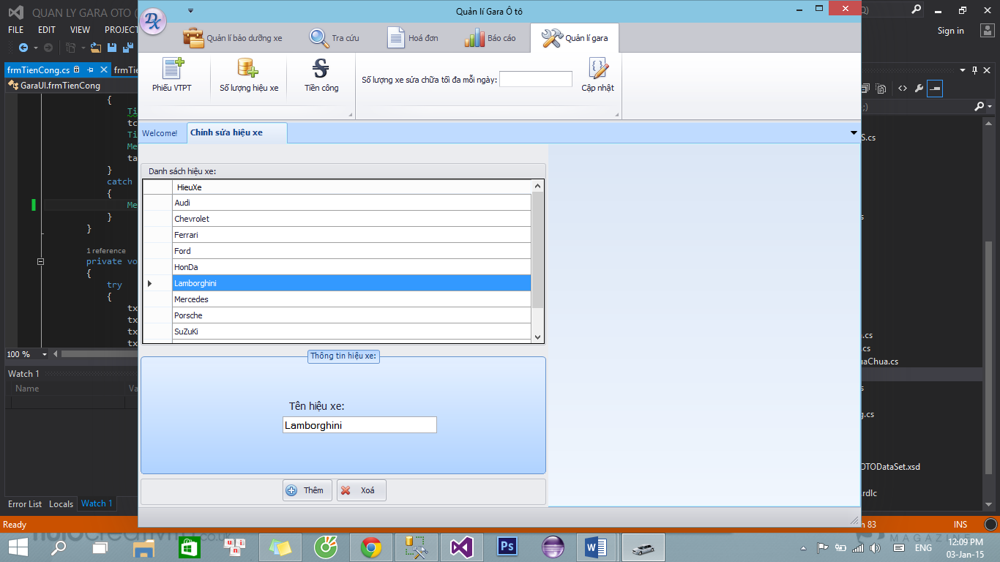 QUAN LY GARA OTO (
Quản lí Gara Ô tô
FILE EDIT VIEW PROJECT
Sign in
Quản lí bảo dưỡng xe Tra cứu Hoá đơn Báo cáo Quản lí gara
frmTienCong.cs frmTie
GaraUI.frmTienCong
Phiếu VTPT Số lượng hiệu xe Tiền công
Số lượng xe sửa chữa tối đa mỗi ngày: Cập nhật
Welcome! Chỉnh sửa hiệu xe
Danh sách hiệu xe:
HieuXe
Audi
Chevrolet
Ferrari
Ford
HonDa
Lamborghini
Mercedes
Porsche
SuZuKi
Thông tin hiệu xe:
Tên hiệu xe:
Lamborghini
Thêm Xoá
{
Ti
tc
Ti
Me
ta
}
catch
{
Me
}
}
1 reference
private vo
{
try
{
tx
tx
tx
tx
100 %
Watch 1
Name Va
Error List Locals Watch 1
S.cs
s
.cs
.cs
uaChua.cs
s
g.cs
OTODataSet.xsd
.rdlc
Ready
83 INS
MAGAZINE
ENG 12:09 PM
03-Jan-15